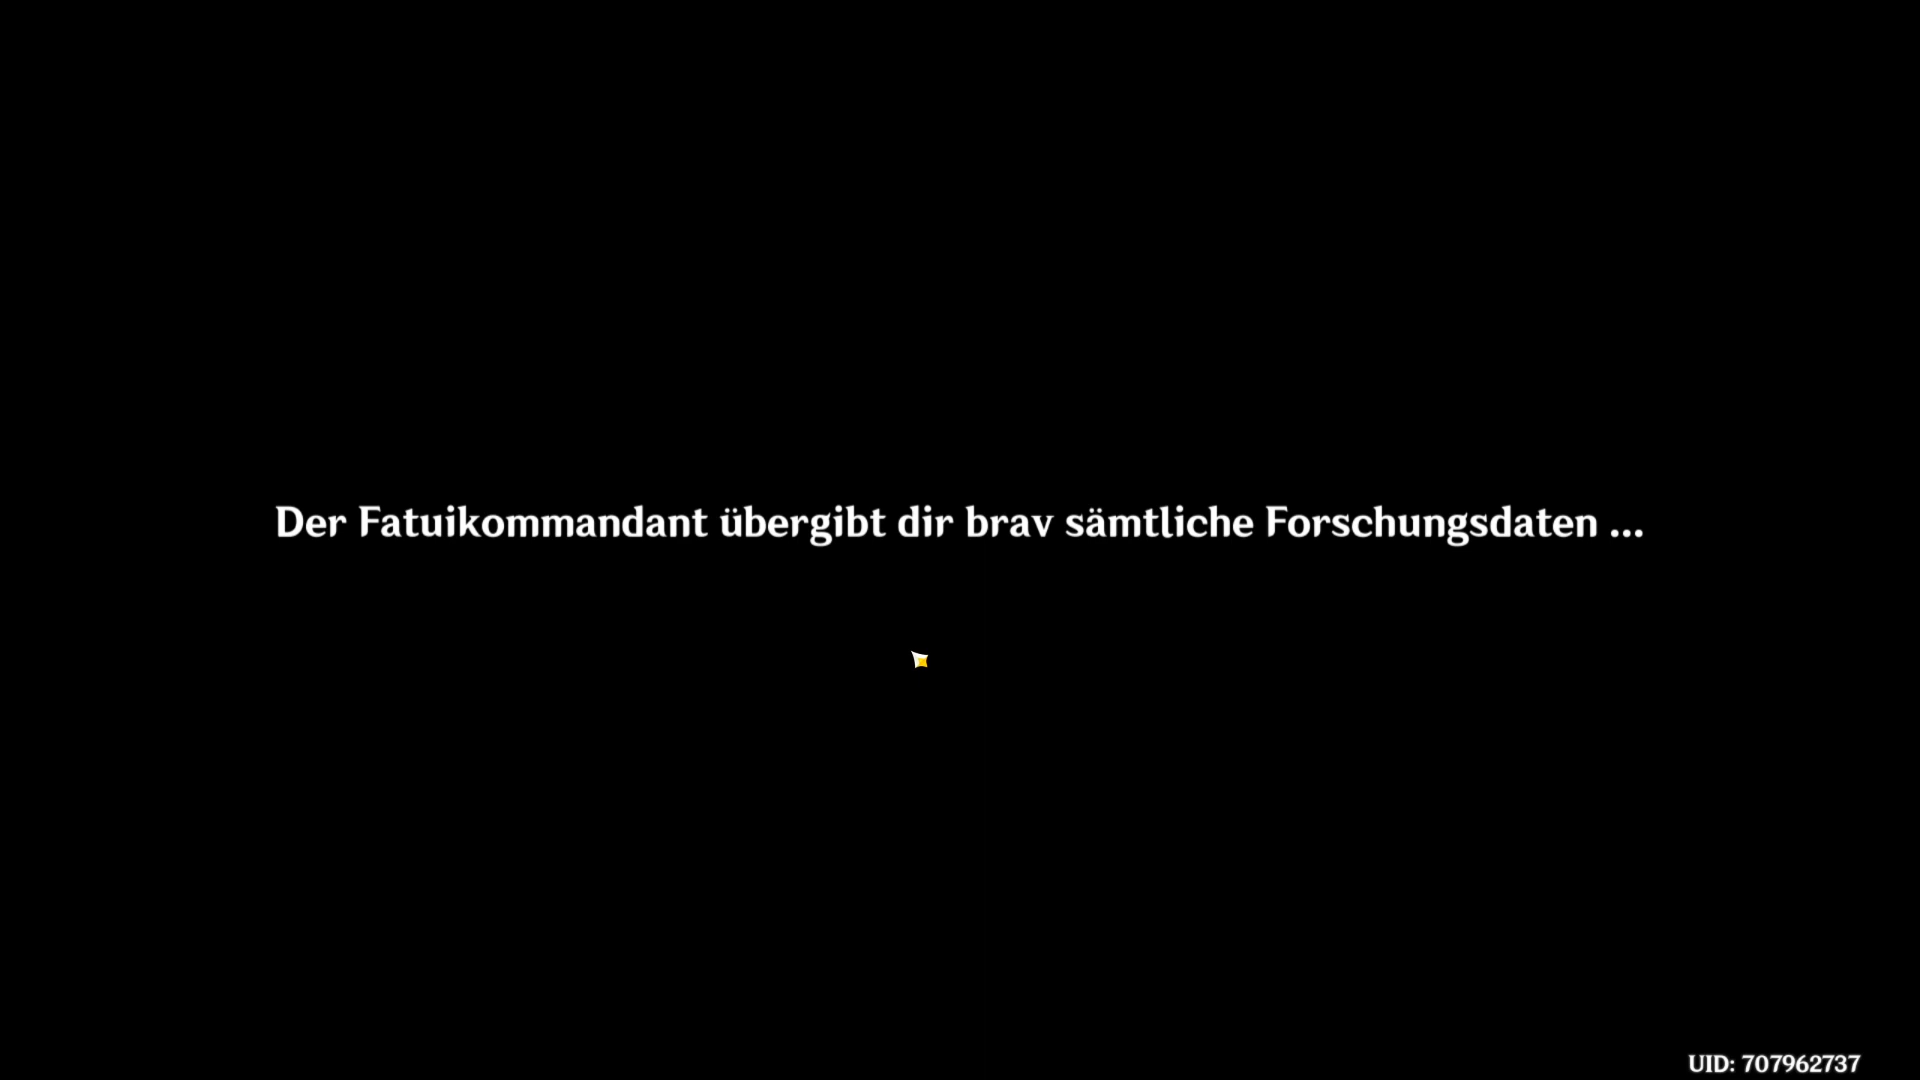 Der Fatuikommandant übergibt dir brav sämtliche Forschungsdaten ...
UID: 707962737